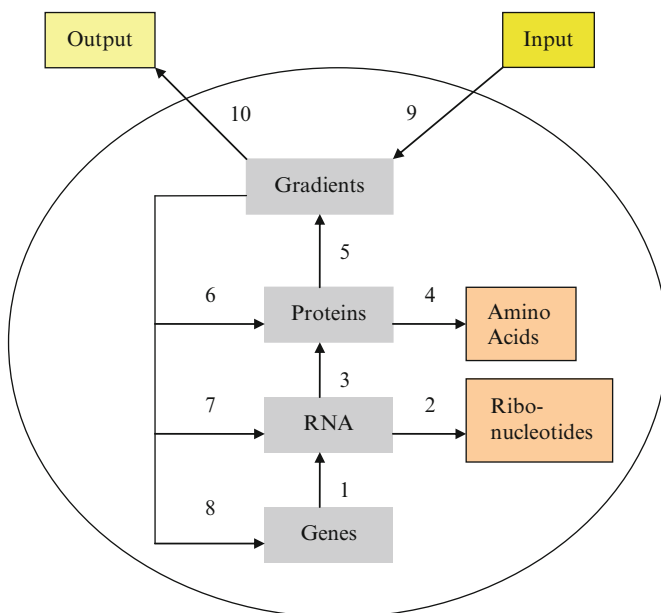 Output
Input
10
9
Gradients
5
6
4
Proteins
Amino
Acids
3
7
2
RNA
Ribo-
nucleotides
1
8
Genes